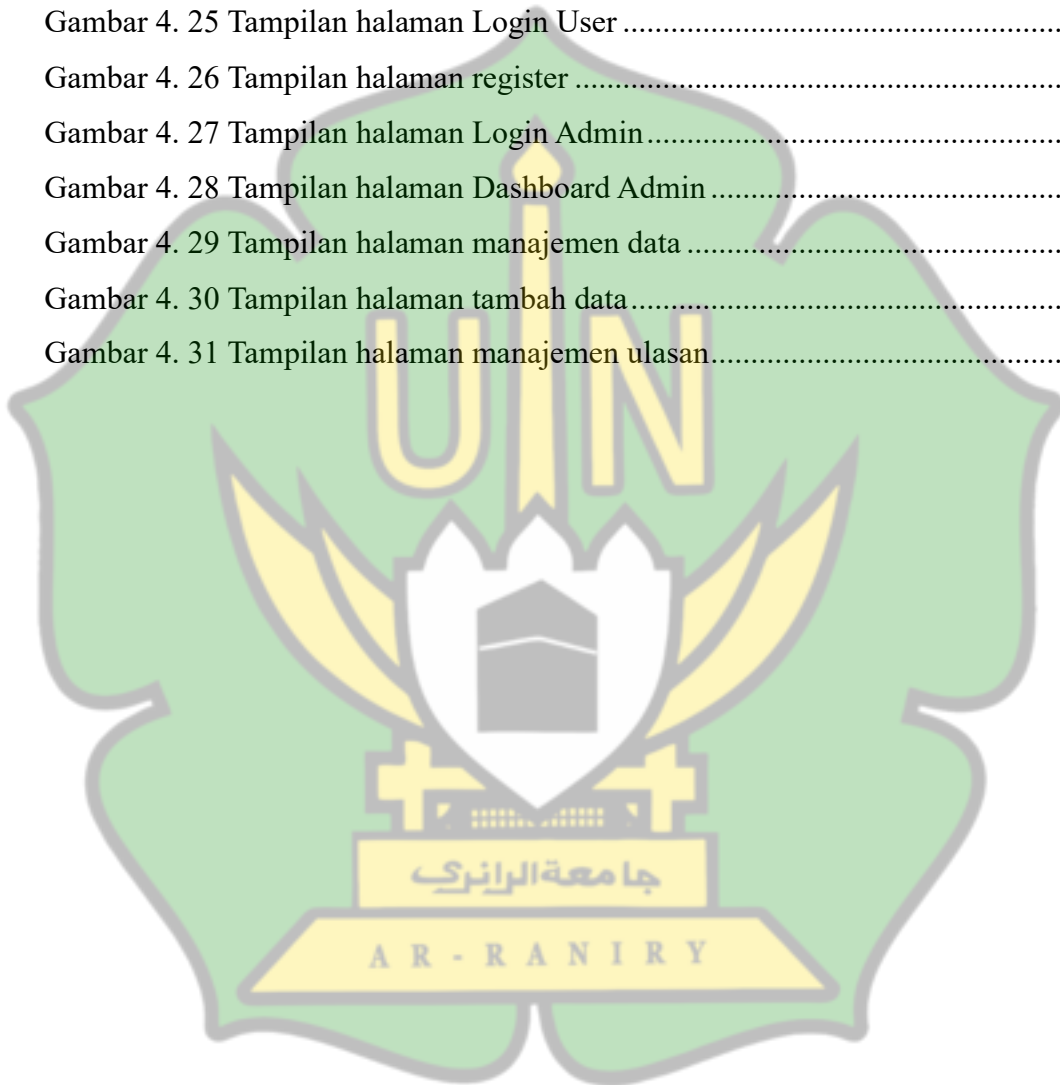 Gambar 4. 25 Tampilan halaman Login User ........................................................
Gambar 4. 26 Tampilan halaman register ..............................................................
Gambar 4. 27 Tampilan halaman Login Admin.....................................................
Gambar 4. 28 Tampilan halaman Dashboard Admin .............................................
Gambar 4. 29 Tampilan halaman manajemen data ................................................
Gambar 4. 30 Tampilan halaman tambah data.......................................................
Gambar 4. 31 Tampilan halaman manajemen ulasan.............................................
UIN
جامعة الرانري
AR-RANIRY